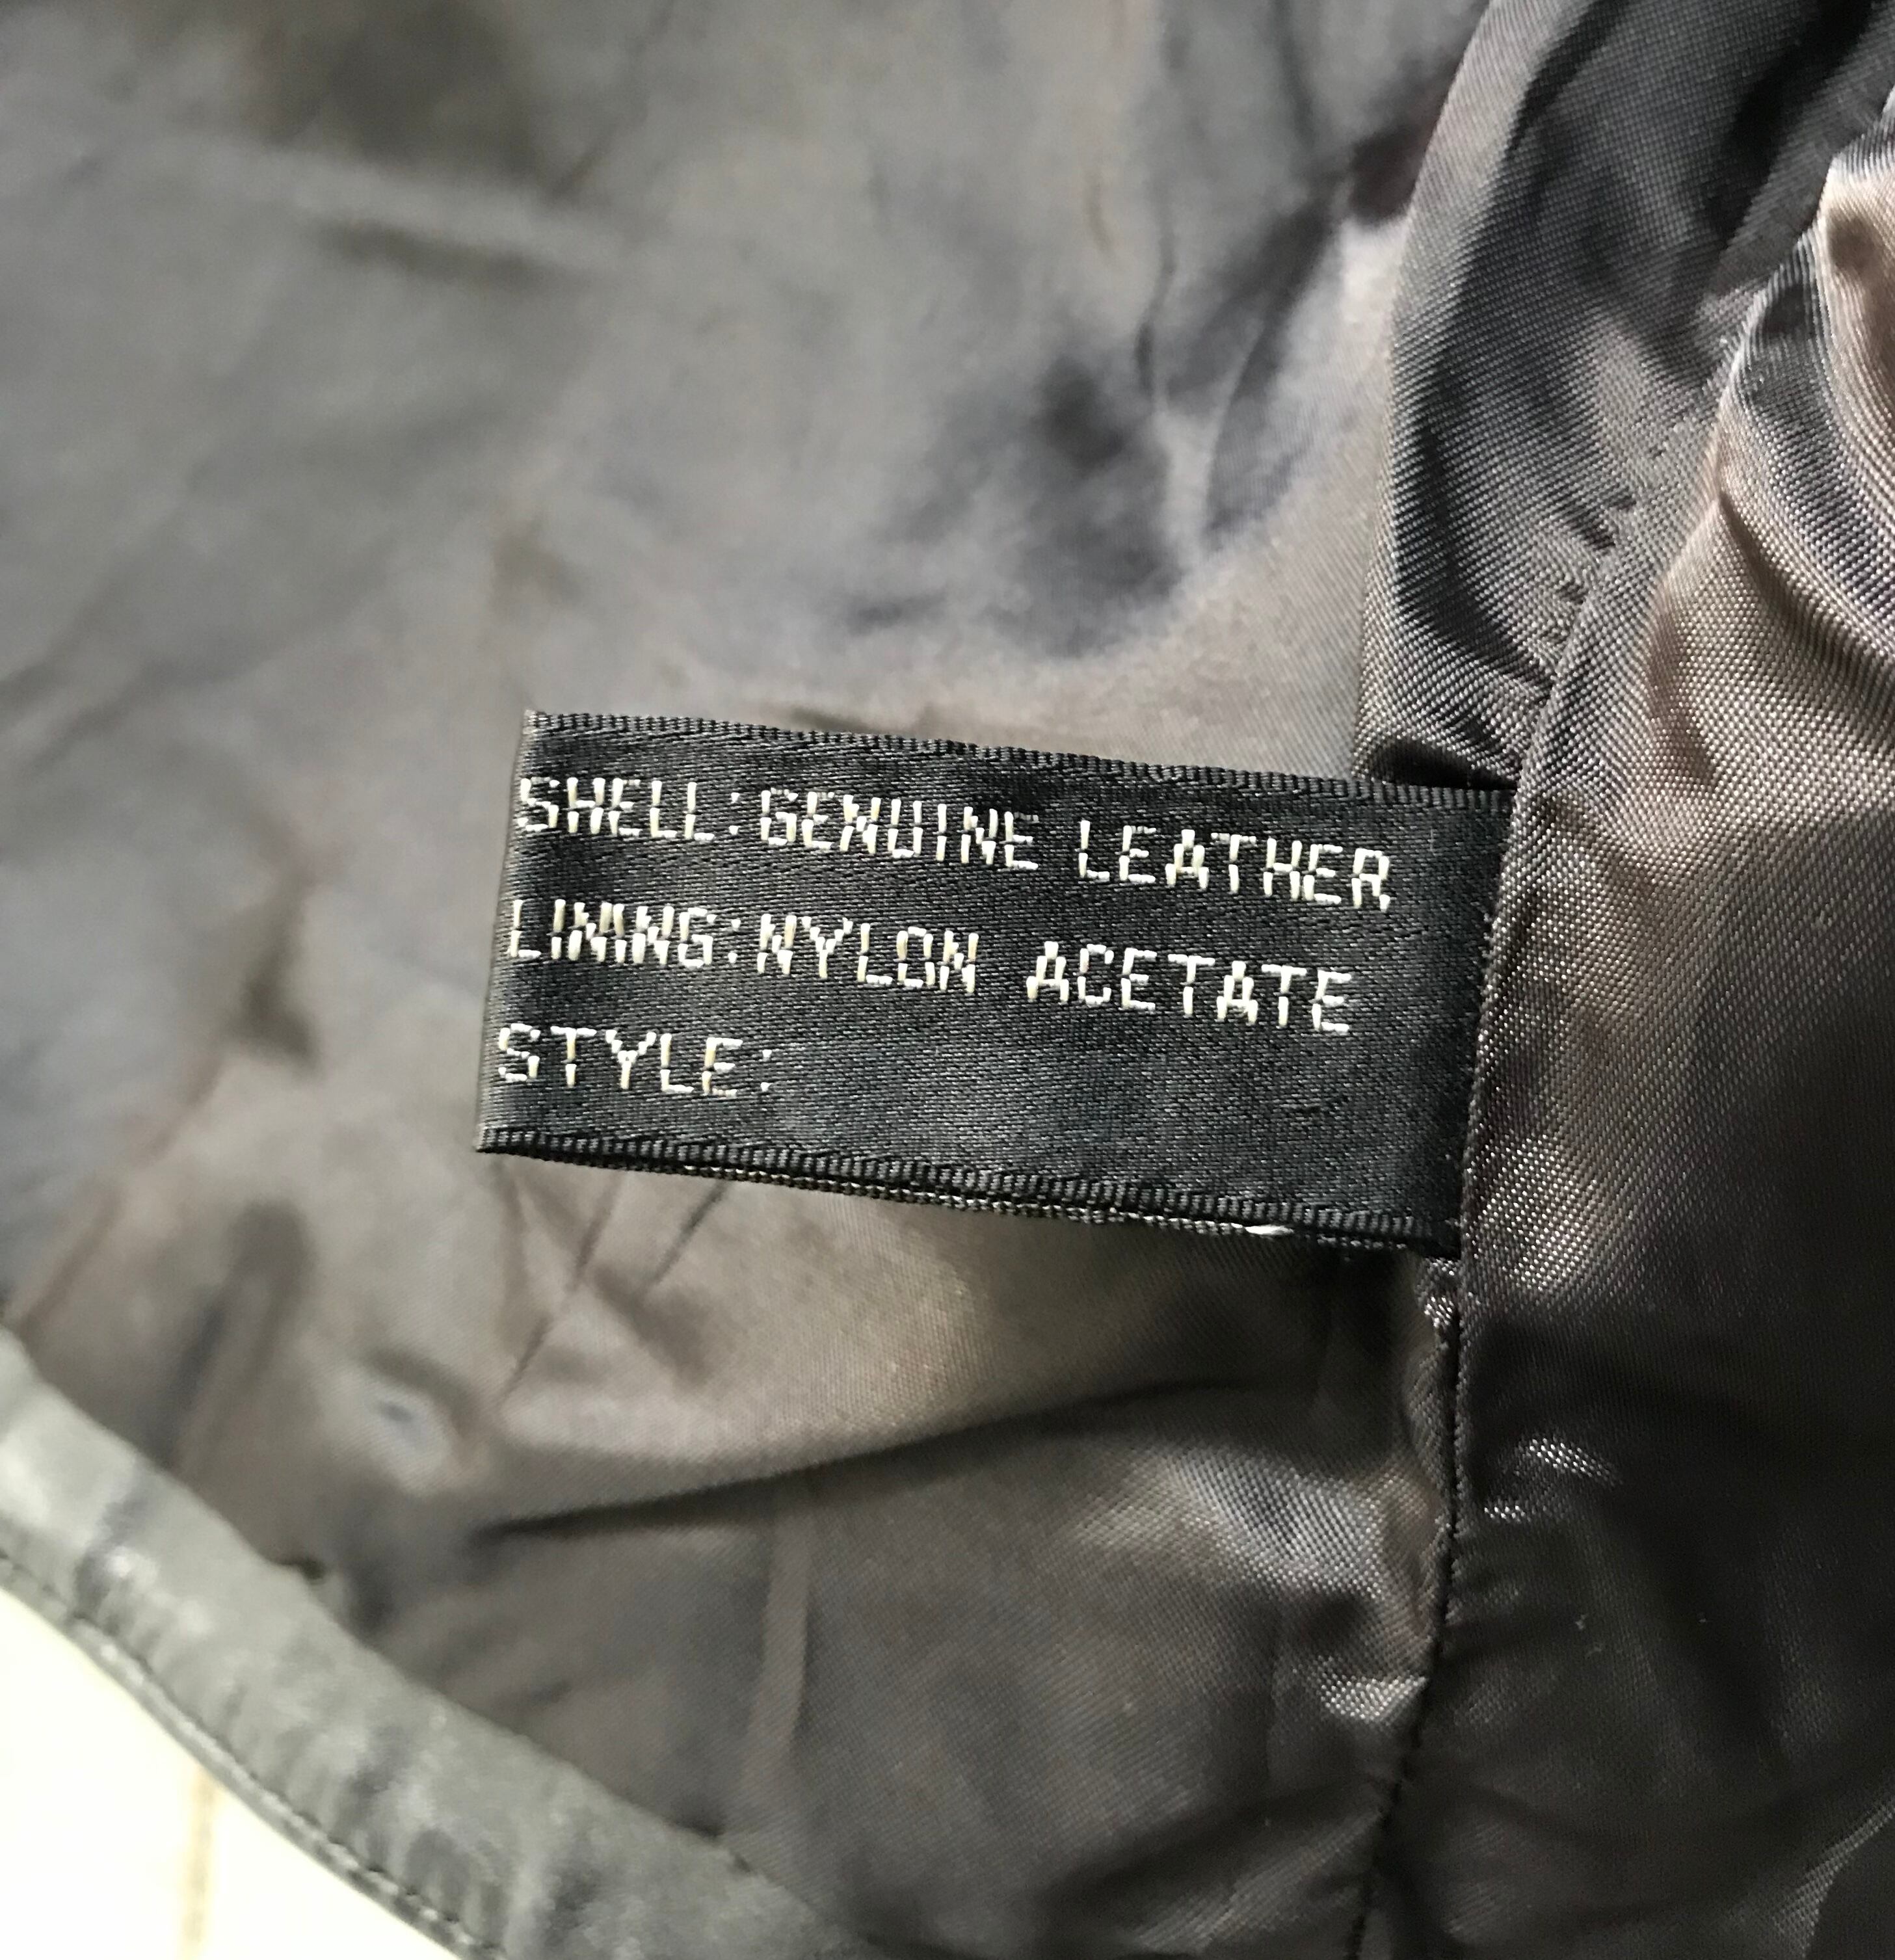 SHELL:GENUINE LEATHER
LINING:NYLON ACETATE
STYLE: